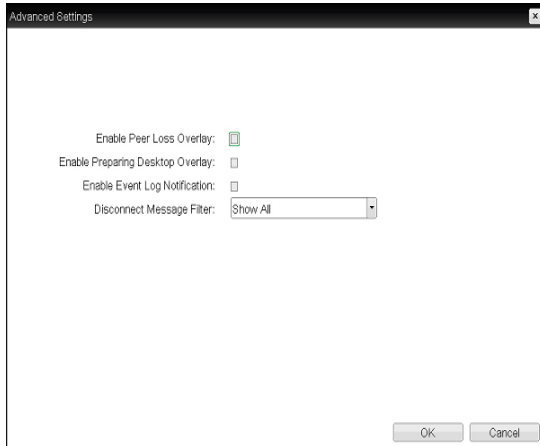 Advanced Settings
x
Enable Peer Loss Overlay:
Enable Preparing Desktop Overlay:
Enable Event Log Notification:
Disconnect Message Filter: Show All
OK Cancel